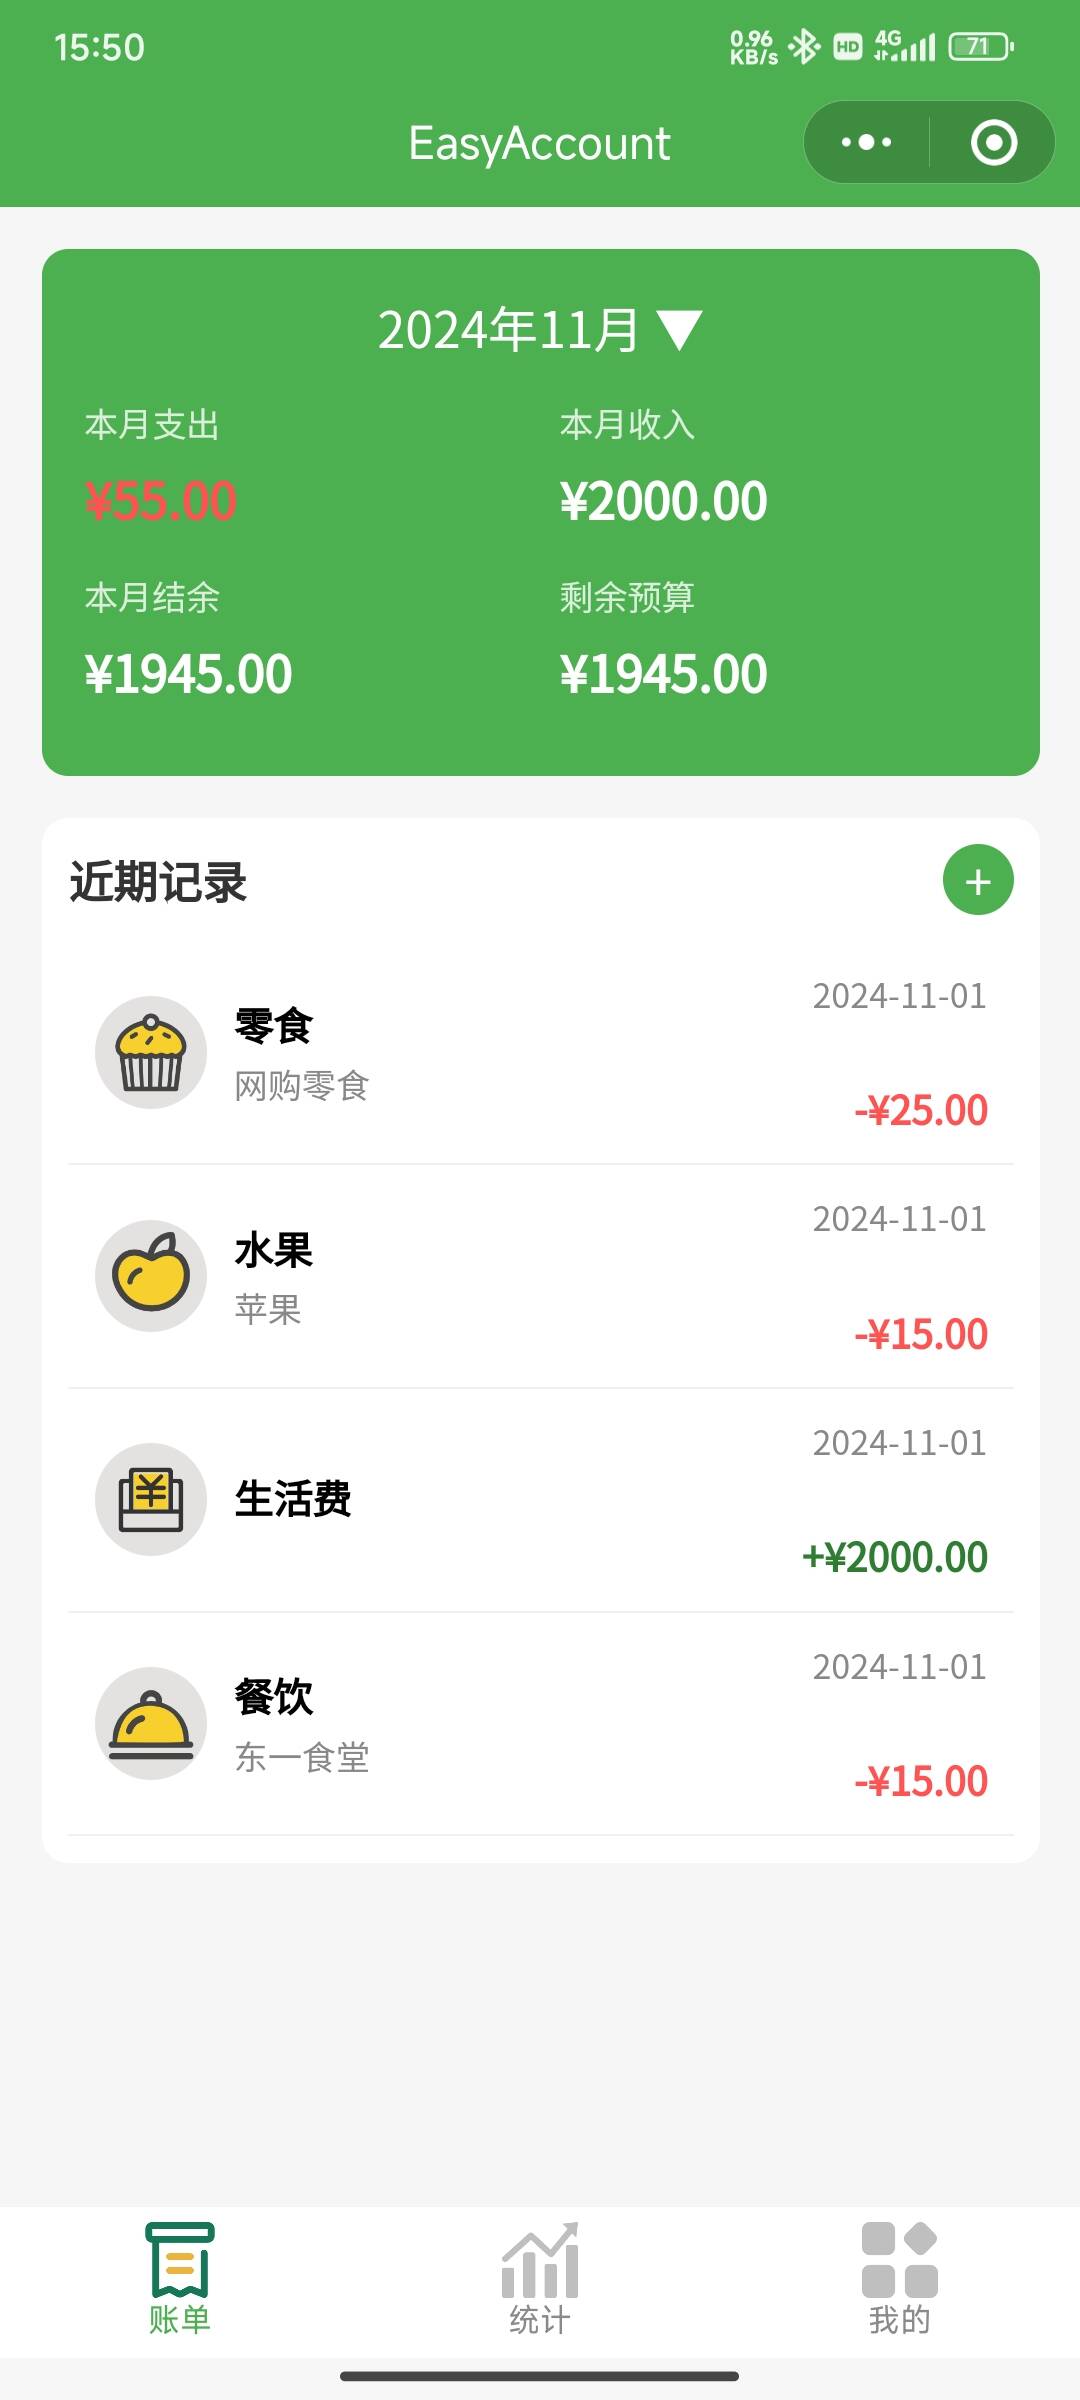 15:50
0.96 KB/s HD 4G 71
EasyAccount
2024年11月 ▼
本月支出 本月收入
¥55.00 ¥2000.00
本月结余 剩余预算
¥1945.00 ¥1945.00
近期记录 +
2024-11-01
零食
网购零食
-¥25.00
2024-11-01
水果
苹果
-¥15.00
2024-11-01
生活费
+¥2000.00
2024-11-01
餐饮
东一食堂
-¥15.00
账单 统计 我的